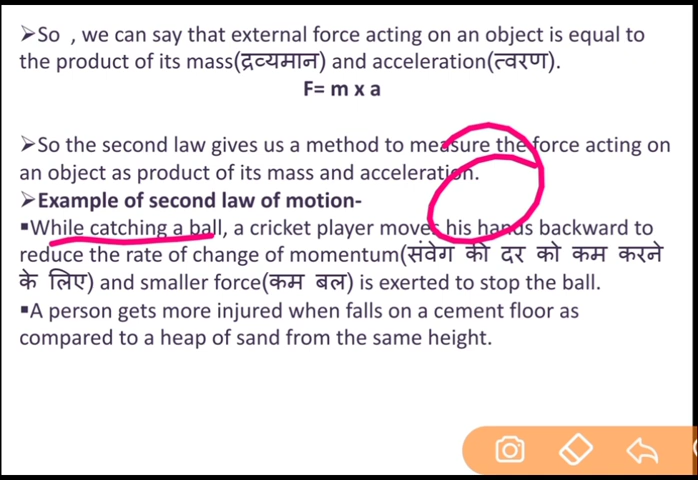 ➢So , we can say that external force acting on an object is equal to
the product of its mass(द्रव्यमान) and acceleration(त्वरण).
F= m x a
➢So the second law gives us a method to measure the force acting on
an object as product of its mass and acceleration.
➢Example of second law of motion-
▪While catching a ball, a cricket player moves his hands backward to
reduce the rate of change of momentum(संवेग की दर को कम करने
के लिए) and smaller force(कम बल) is exerted to stop the ball.
▪A person gets more injured when falls on a cement floor as
compared to a heap of sand from the same height.